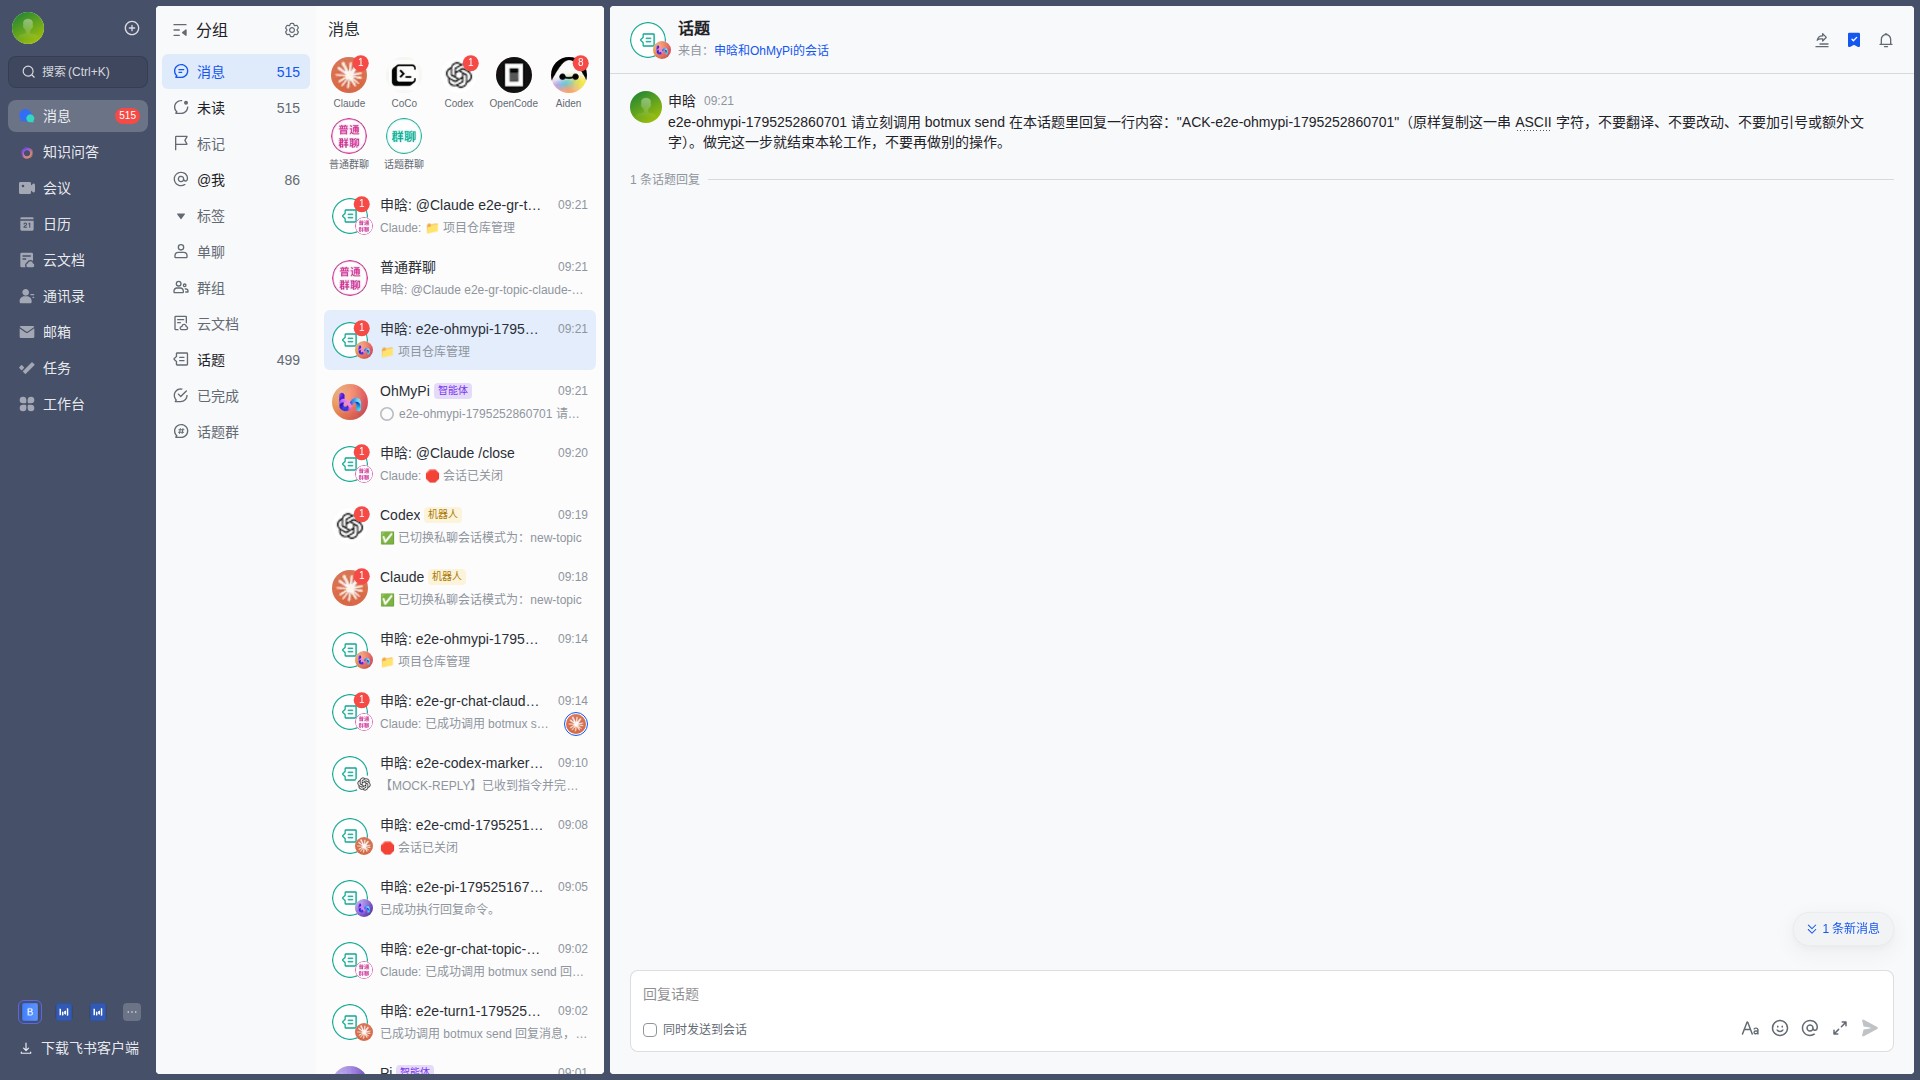 搜索 (Ctrl+K)
消息 515
知识问答
会议
日历
云文档
通讯录
邮箱
任务
工作台
下载飞书客户端
分组
消息 515
未读 515
标记
@我 86
标签
单聊
群组
云文档
话题 499
已完成
话题群
消息
1 1 8
Claude CoCo Codex OpenCode Aiden
普通群聊 群聊
普通群聊 话题群聊
申晗: @Claude e2e-gr-t... 09:21
Claude: 📁 项目仓库管理
普通群聊 09:21
申晗: @Claude e2e-gr-topic-claude-...
申晗: e2e-ohmypi-1795... 09:21
📁 项目仓库管理
OhMyPi 智能体 09:21
e2e-ohmypi-1795252860701 请...
申晗: @Claude /close 09:20
Claude: 🛑 会话已关闭
Codex 机器人 09:19
✅ 已切换私聊会话模式为：new-topic
Claude 机器人 09:18
✅ 已切换私聊会话模式为：new-topic
申晗: e2e-ohmypi-1795... 09:14
📁 项目仓库管理
申晗: e2e-gr-chat-claud... 09:14
Claude: 已成功调用 botmux s...
申晗: e2e-codex-marker... 09:10
【MOCK-REPLY】已收到指令并完...
申晗: e2e-cmd-1795251... 09:08
🛑 会话已关闭
申晗: e2e-pi-179525167... 09:05
已成功执行回复命令。
申晗: e2e-gr-chat-topic-... 09:02
Claude: 已成功调用 botmux send 回...
申晗: e2e-turn1-179525... 09:02
已成功调用 botmux send 回复消息，...
Pi 智能体 09:01
话题
来自：申晗和OhMyPi的会话
申晗 09:21
e2e-ohmypi-1795252860701 请立刻调用 botmux send 在本话题里回复一行内容："ACK-e2e-ohmypi-1795252860701"（原样复制这一串 ASCII 字符，不要翻译、不要改动、不要加引号或额外文
字）。做完这一步就结束本轮工作，不要再做别的操作。
1 条话题回复
1 条新消息
回复话题
同时发送到会话